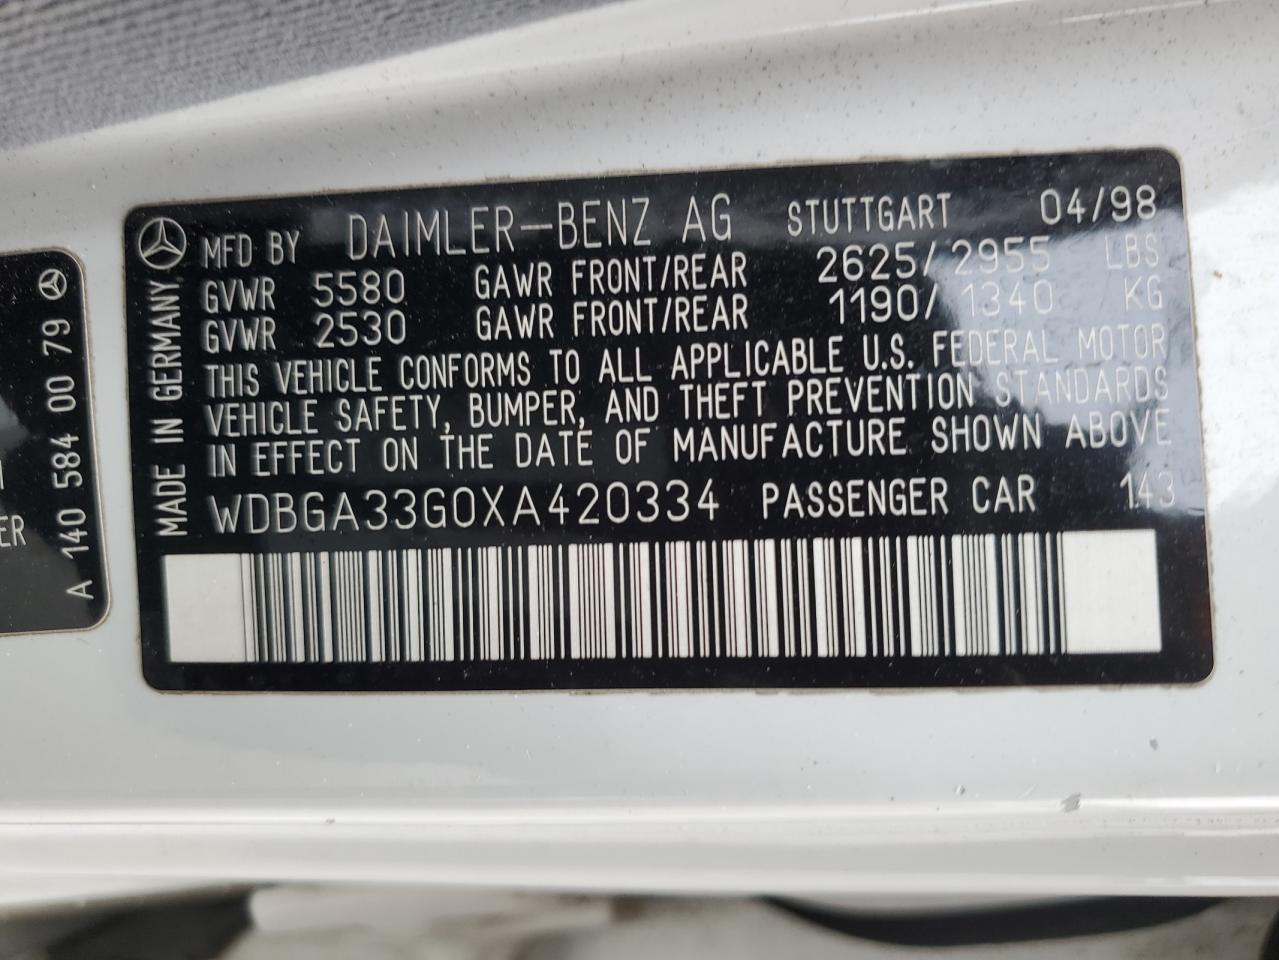 MFD BY DAIMLER-BENZ AG STUTTGART 04/98
GVWR 5580 GAWR FRONT/REAR 2625/2955 LBS
GVWR 2530 GAWR FRONT/REAR 1190/1340 KG
THIS VEHICLE CONFORMS TO ALL APPLICABLE U.S. FEDERAL MOTOR
VEHICLE SAFETY, BUMPER, AND THEFT PREVENTION STANDARDS
IN EFFECT ON THE DATE OF MANUFACTURE SHOWN ABOVE
WDBGA33G0XA420334 PASSENGER CAR 143
MADE IN GERMANY
A 140 584 00 79
ER